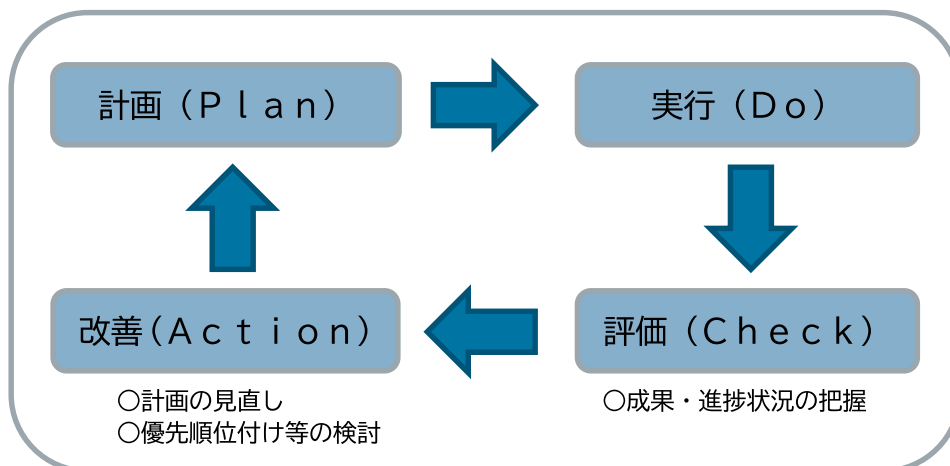 計画（Ｐｌａｎ）
実行（Ｄｏ）
改善（Ａｃｔｉｏｎ）
評価（Ｃｈｅｃｋ）
○計画の見直し
○優先順位付け等の検討
○成果・進捗状況の把握